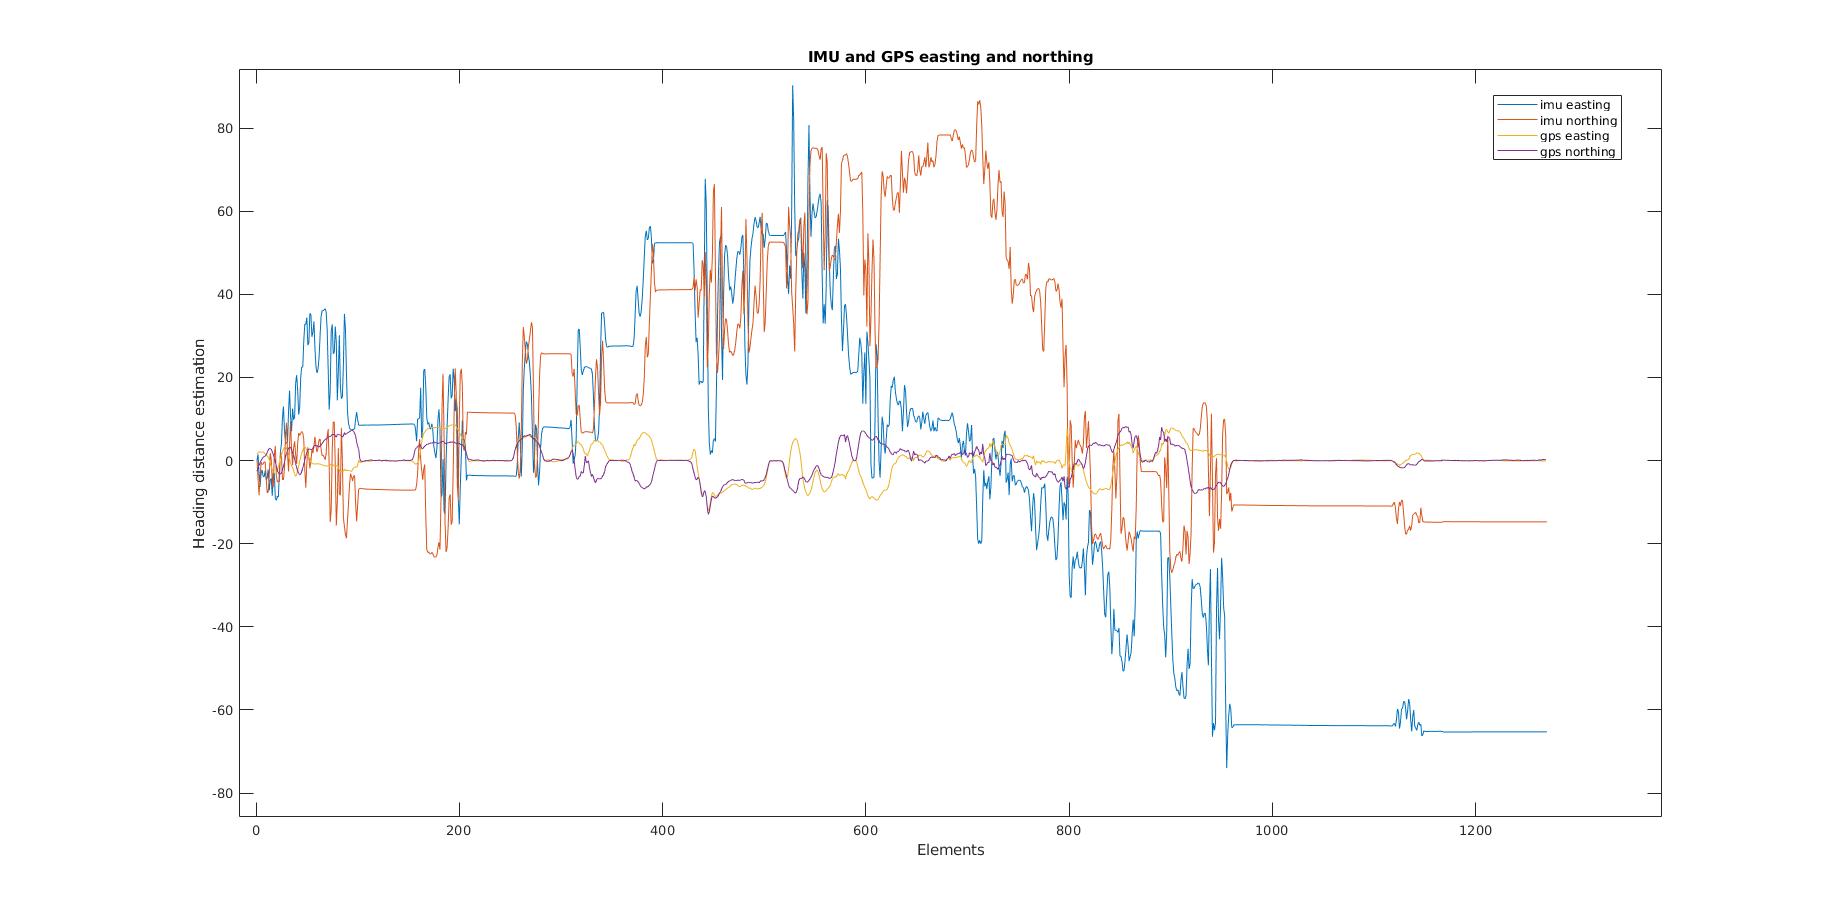 IMU and GPS easting and northing
imu easting
imu northing
gps easting
gps northing
80
60
40
20
0
-20
-40
-60
-80
Heading distance estimation
0 200 400 600 800 1000 1200
Elements